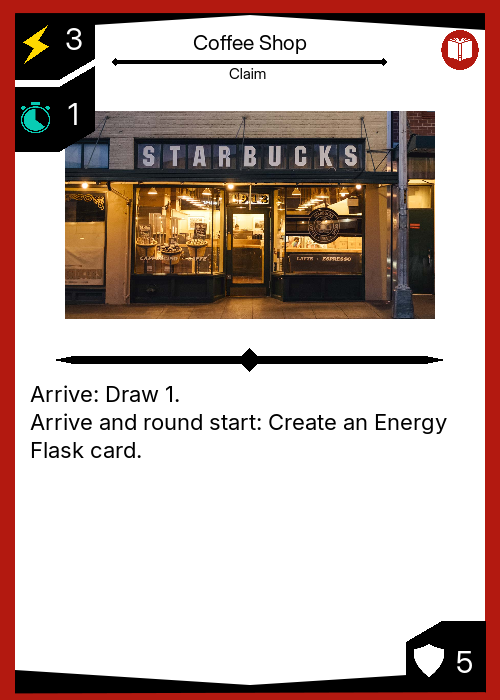 3
Coffee Shop
Claim
1
STARBUCKS
1912
CAPPUCCINO · CAFFE
LATTE · ESPRESSO
Arrive: Draw 1.
Arrive and round start: Create an Energy
Flask card.
5